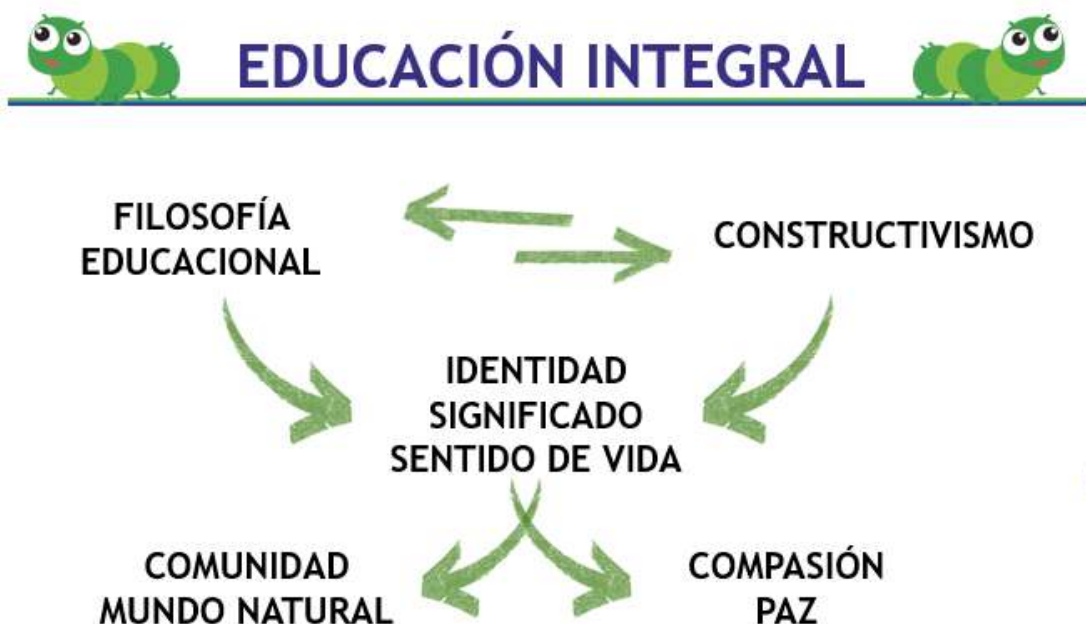 EDUCACIÓN INTEGRAL
FILOSOFÍA
EDUCACIONAL
CONSTRUCTIVISMO
IDENTIDAD
SIGNIFICADO
SENTIDO DE VIDA
COMUNIDAD
MUNDO NATURAL
COMPASIÓN
PAZ